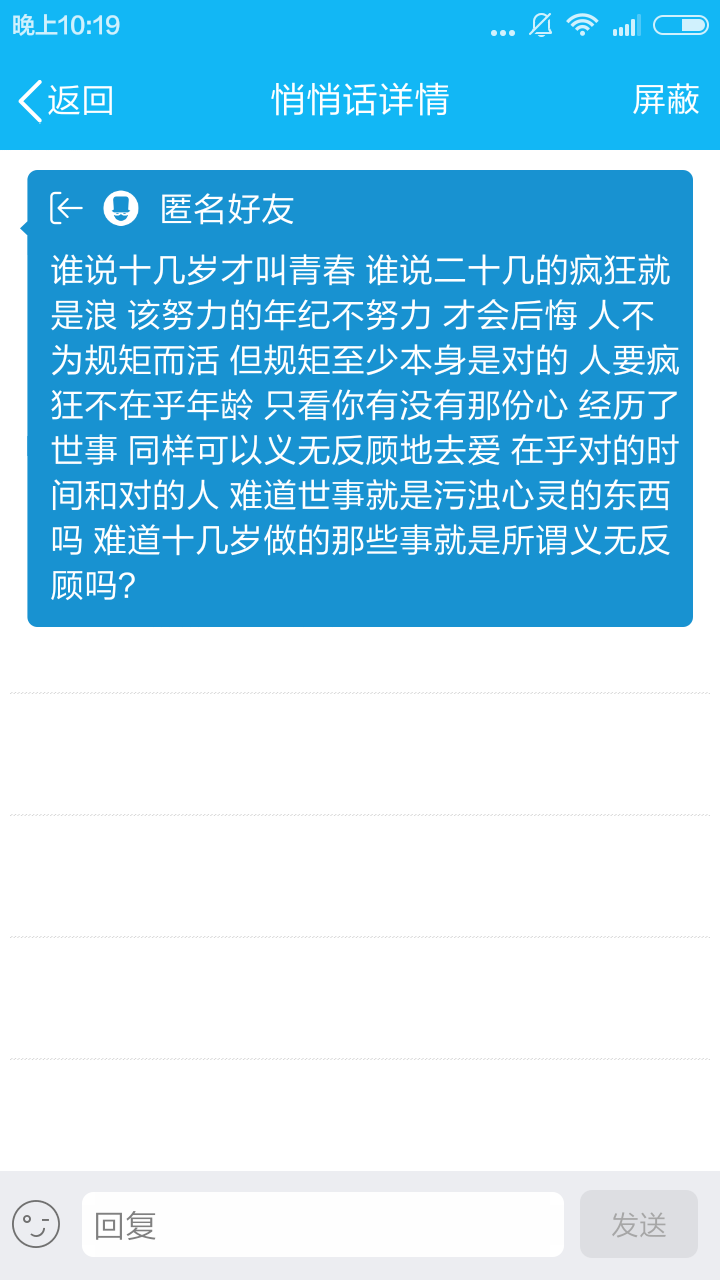 晚上10:19
返回
悄悄话详情
屏蔽
匿名好友
谁说十几岁才叫青春 谁说二十几的疯狂就
是浪 该努力的年纪不努力 才会后悔 人不
为规矩而活 但规矩至少本身是对的 人要疯
狂不在乎年龄 只看你有没有那份心 经历了
世事 同样可以义无反顾地去爱 在乎对的时
间和对的人 难道世事就是污浊心灵的东西
吗 难道十几岁做的那些事就是所谓义无反
顾吗?
回复
发送